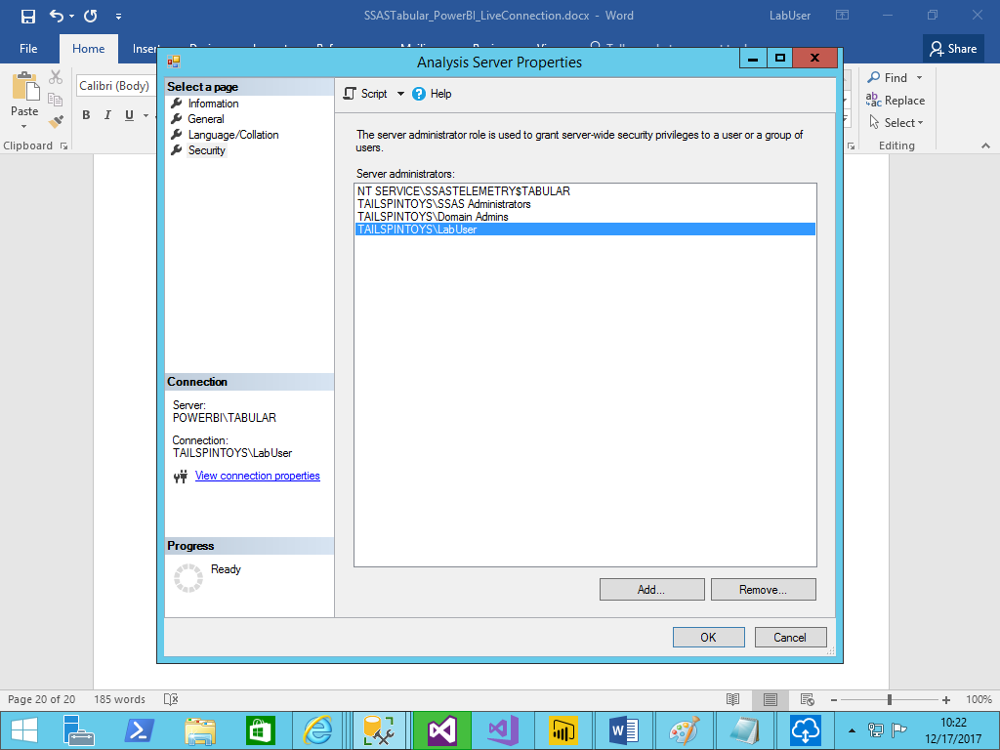 SSASTabular_PowerBI_LiveConnection.docx - Word
LabUser
File
Home
Share
Analysis Server Properties
Paste
Clipboard
Calibri (Body)
B I U
Find
Replace
Select
Editing
Select a page
Information
General
Language/Collation
Security
Script
Help
The server administrator role is used to grant server-wide security privileges to a user or a group of
users.
Server administrators:
NT SERVICE\SSASTELEMETRY$TABULAR
TAILSPINTOYS\SSAS Administrators
TAILSPINTOYS\Domain Admins
TAILSPINTOYS\LabUser
Connection
Server:
POWERBI\TABULAR
Connection:
TAILSPINTOYS\LabUser
View connection properties
Progress
Ready
Add...
Remove...
OK
Cancel
Page 20 of 20
185 words
100%
10:22
12/17/2017